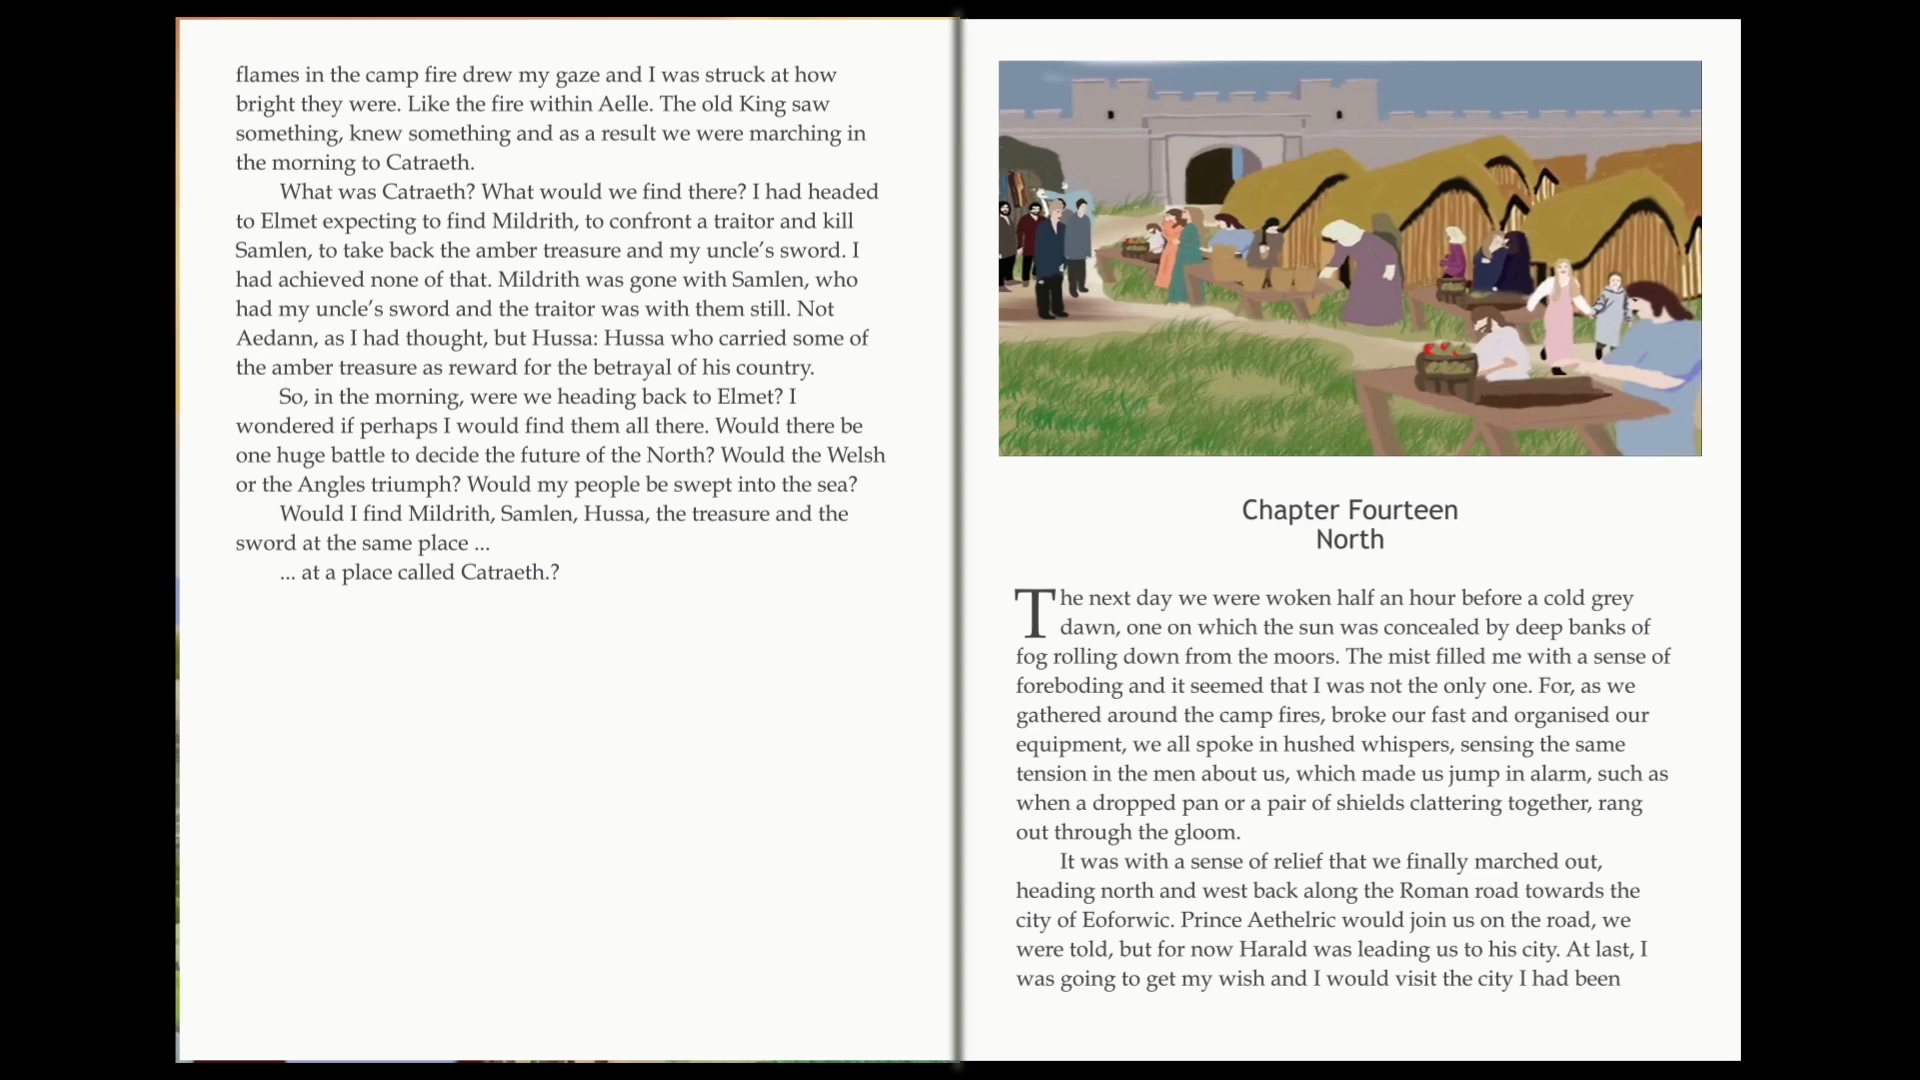 flames in the camp fire drew my gaze and I was struck at how
bright they were. Like the fire within Aelle. The old King saw
something, knew something and as a result we were marching in
the morning to Catraeth.
What was Catraeth? What would we find there? I had headed
to Elmet expecting to find Mildrith, to confront a traitor and kill
Samlen, to take back the amber treasure and my uncle’s sword. I
had achieved none of that. Mildrith was gone with Samlen, who
had my uncle’s sword and the traitor was with them still. Not
Aedann, as I had thought, but Hussa: Hussa who carried some of
the amber treasure as reward for the betrayal of his country.
So, in the morning, were we heading back to Elmet? I
wondered if perhaps I would find them all there. Would there be
one huge battle to decide the future of the North? Would the Welsh
or the Angles triumph? Would my people be swept into the sea?
Would I find Mildrith, Samlen, Hussa, the treasure and the
sword at the same place ...
... at a place called Catraeth.?
Chapter Fourteen
North
The next day we were woken half an hour before a cold grey
dawn, one on which the sun was concealed by deep banks of
fog rolling down from the moors. The mist filled me with a sense of
foreboding and it seemed that I was not the only one. For, as we
gathered around the camp fires, broke our fast and organised our
equipment, we all spoke in hushed whispers, sensing the same
tension in the men about us, which made us jump in alarm, such as
when a dropped pan or a pair of shields clattering together, rang
out through the gloom.
It was with a sense of relief that we finally marched out,
heading north and west back along the Roman road towards the
city of Eoforwic. Prince Aethelric would join us on the road, we
were told, but for now Harald was leading us to his city. At last, I
was going to get my wish and I would visit the city I had been